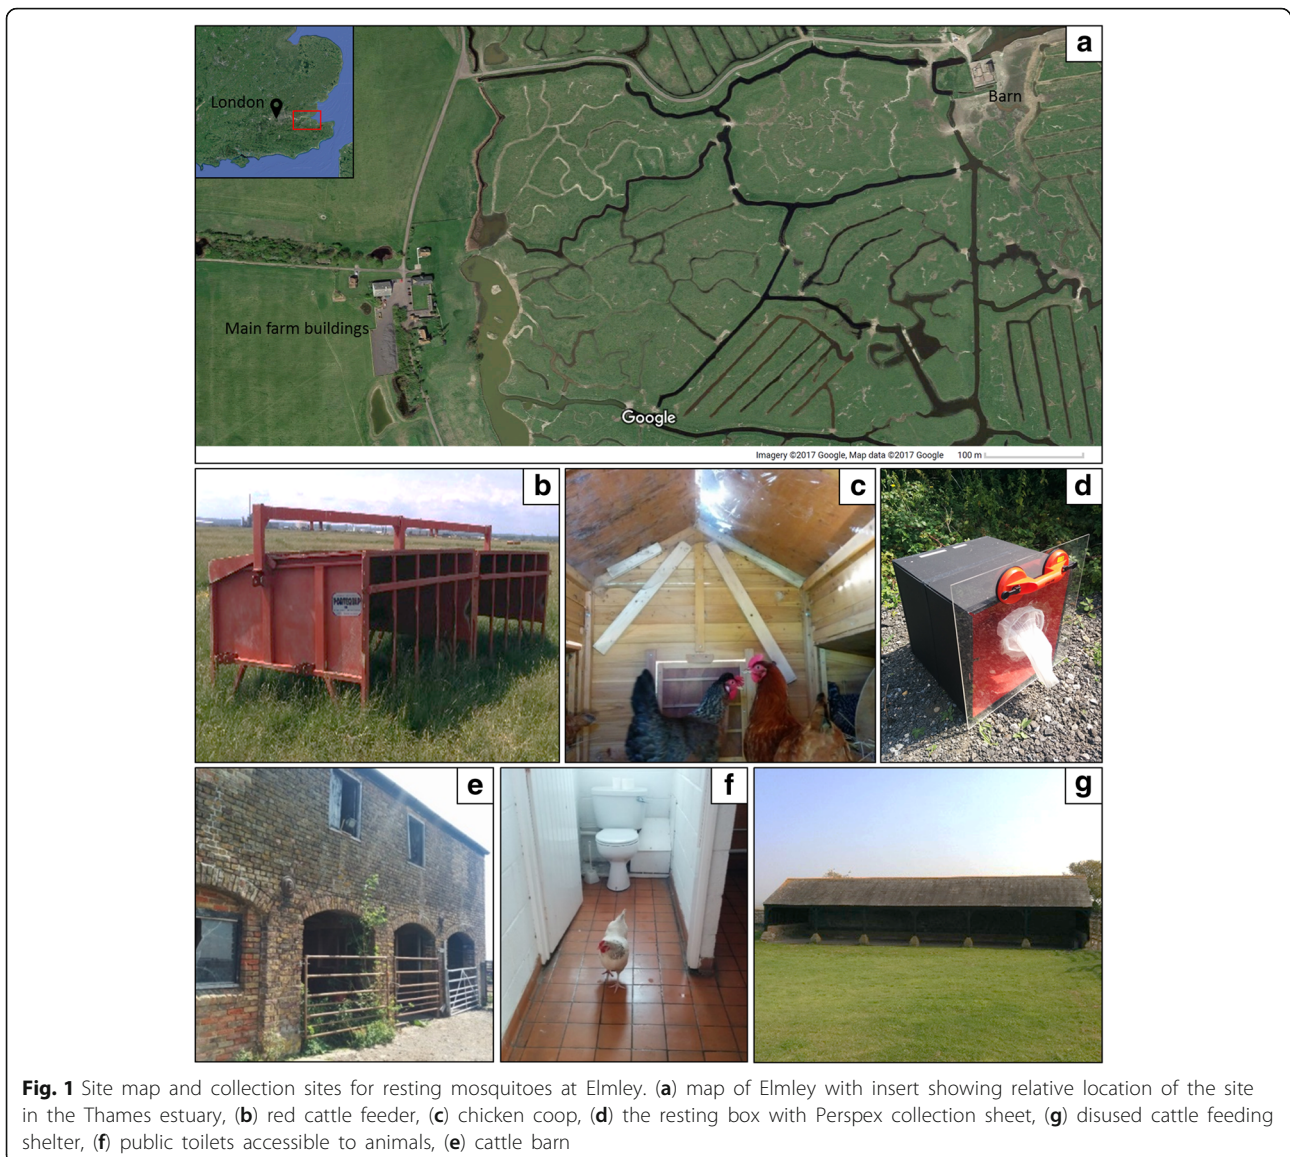 a
London
Barn
Main farm buildings
Google
Imagery ©2017 Google, Map data ©2017 Google 100 m
b
c
d
e
f
g
Fig. 1 Site map and collection sites for resting mosquitoes at Elmley. (a) map of Elmley with insert showing relative location of the site
in the Thames estuary, (b) red cattle feeder, (c) chicken coop, (d) the resting box with Perspex collection sheet, (g) disused cattle feeding
shelter, (f) public toilets accessible to animals, (e) cattle barn